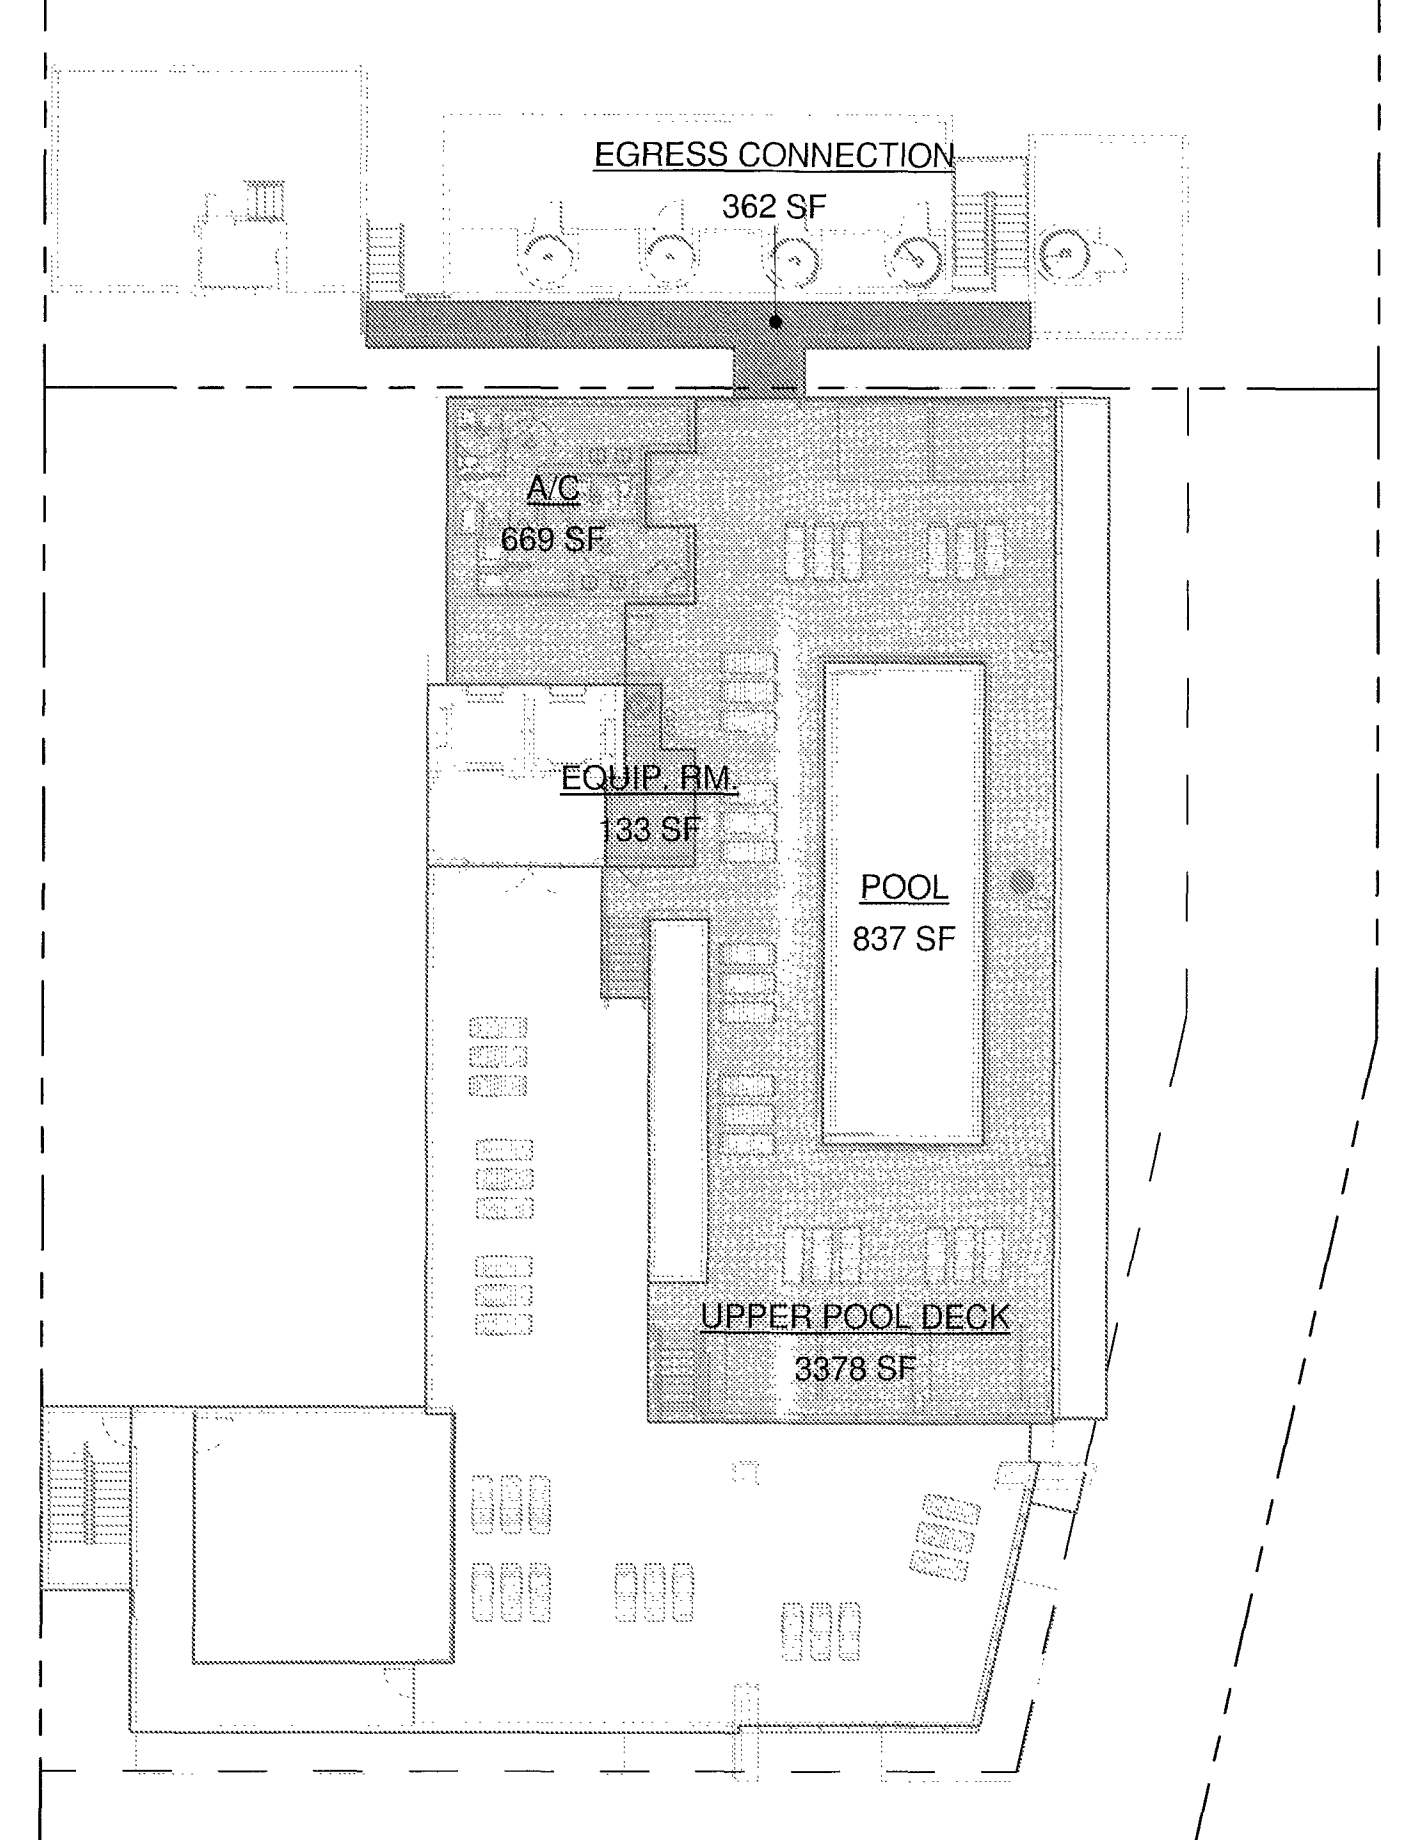 EGRESS CONNECTION
362 SF
A/C
669 SF
EQUIP. RM.
133 SF
POOL
837 SF
UPPER POOL DECK
3378 SF